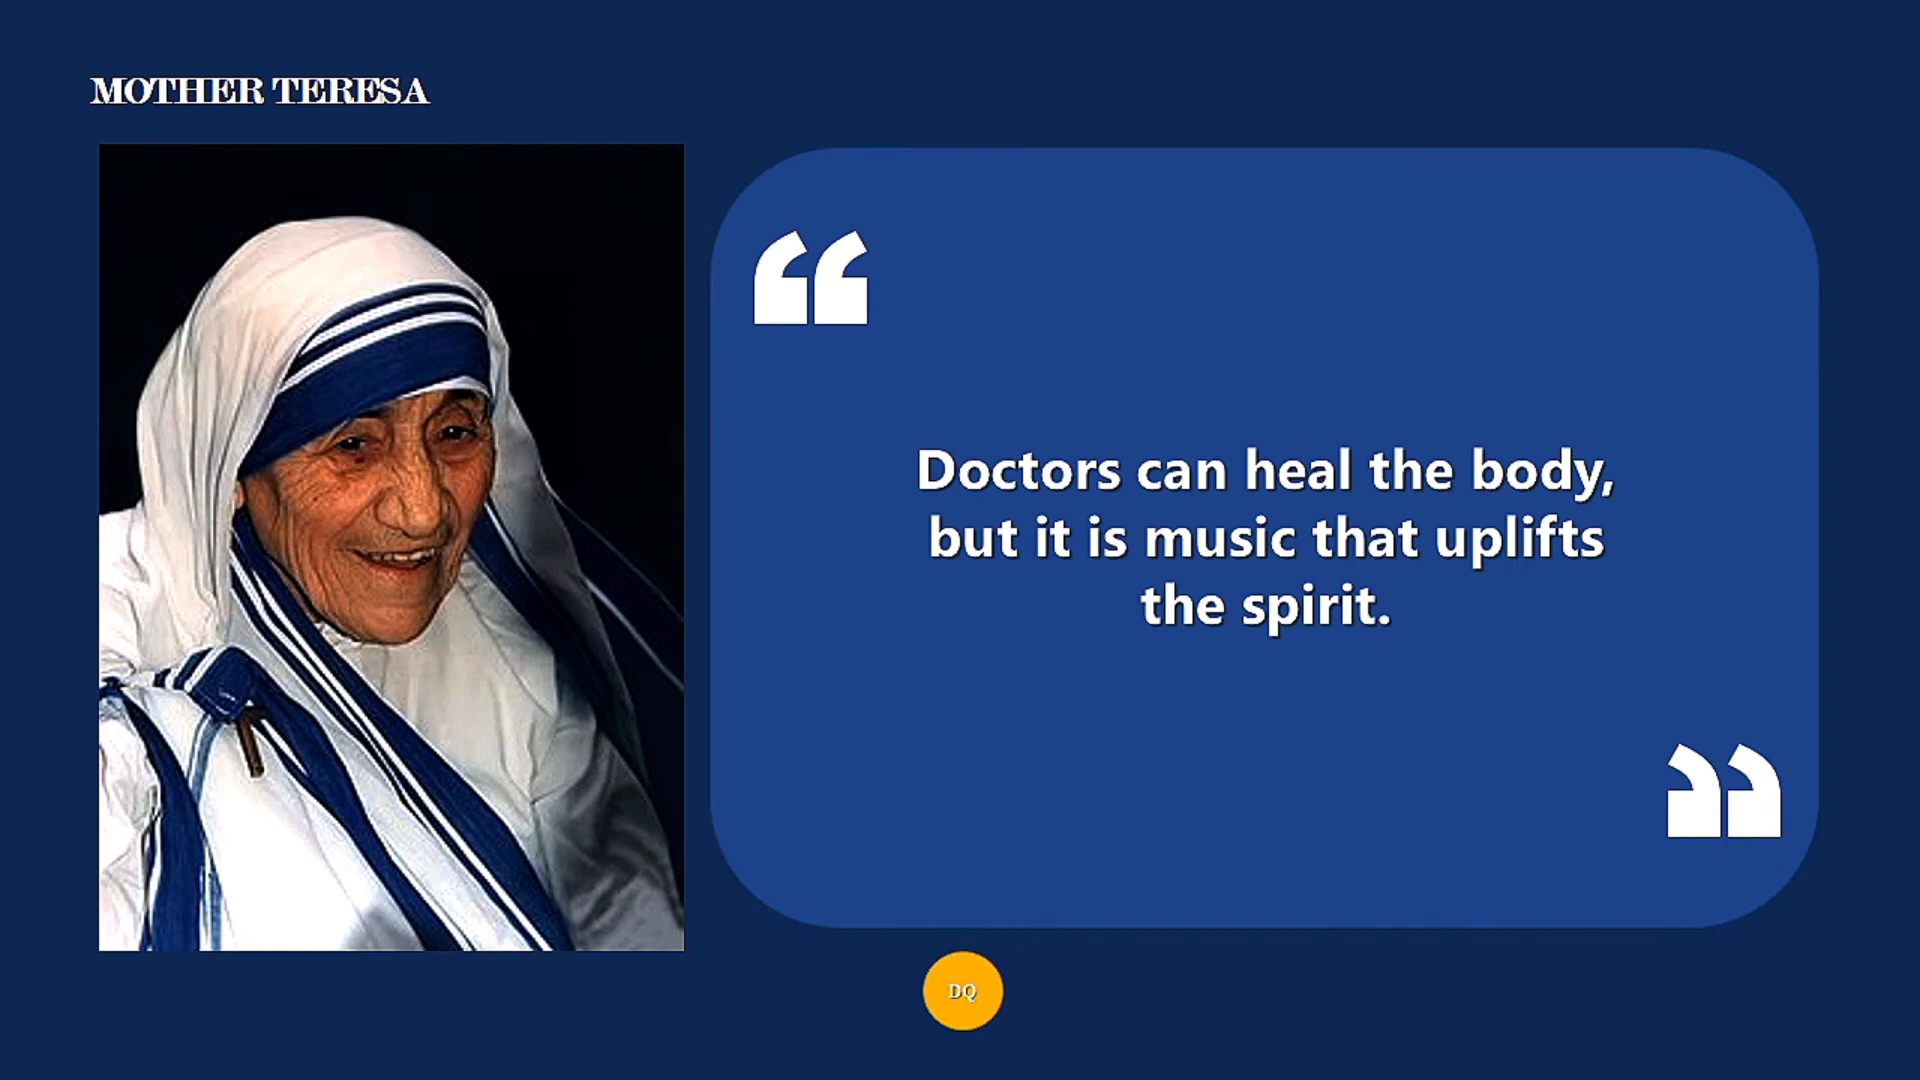 MOTHER TERESA
“
Doctors can heal the body,
but it is music that uplifts
the spirit.
”
DQ